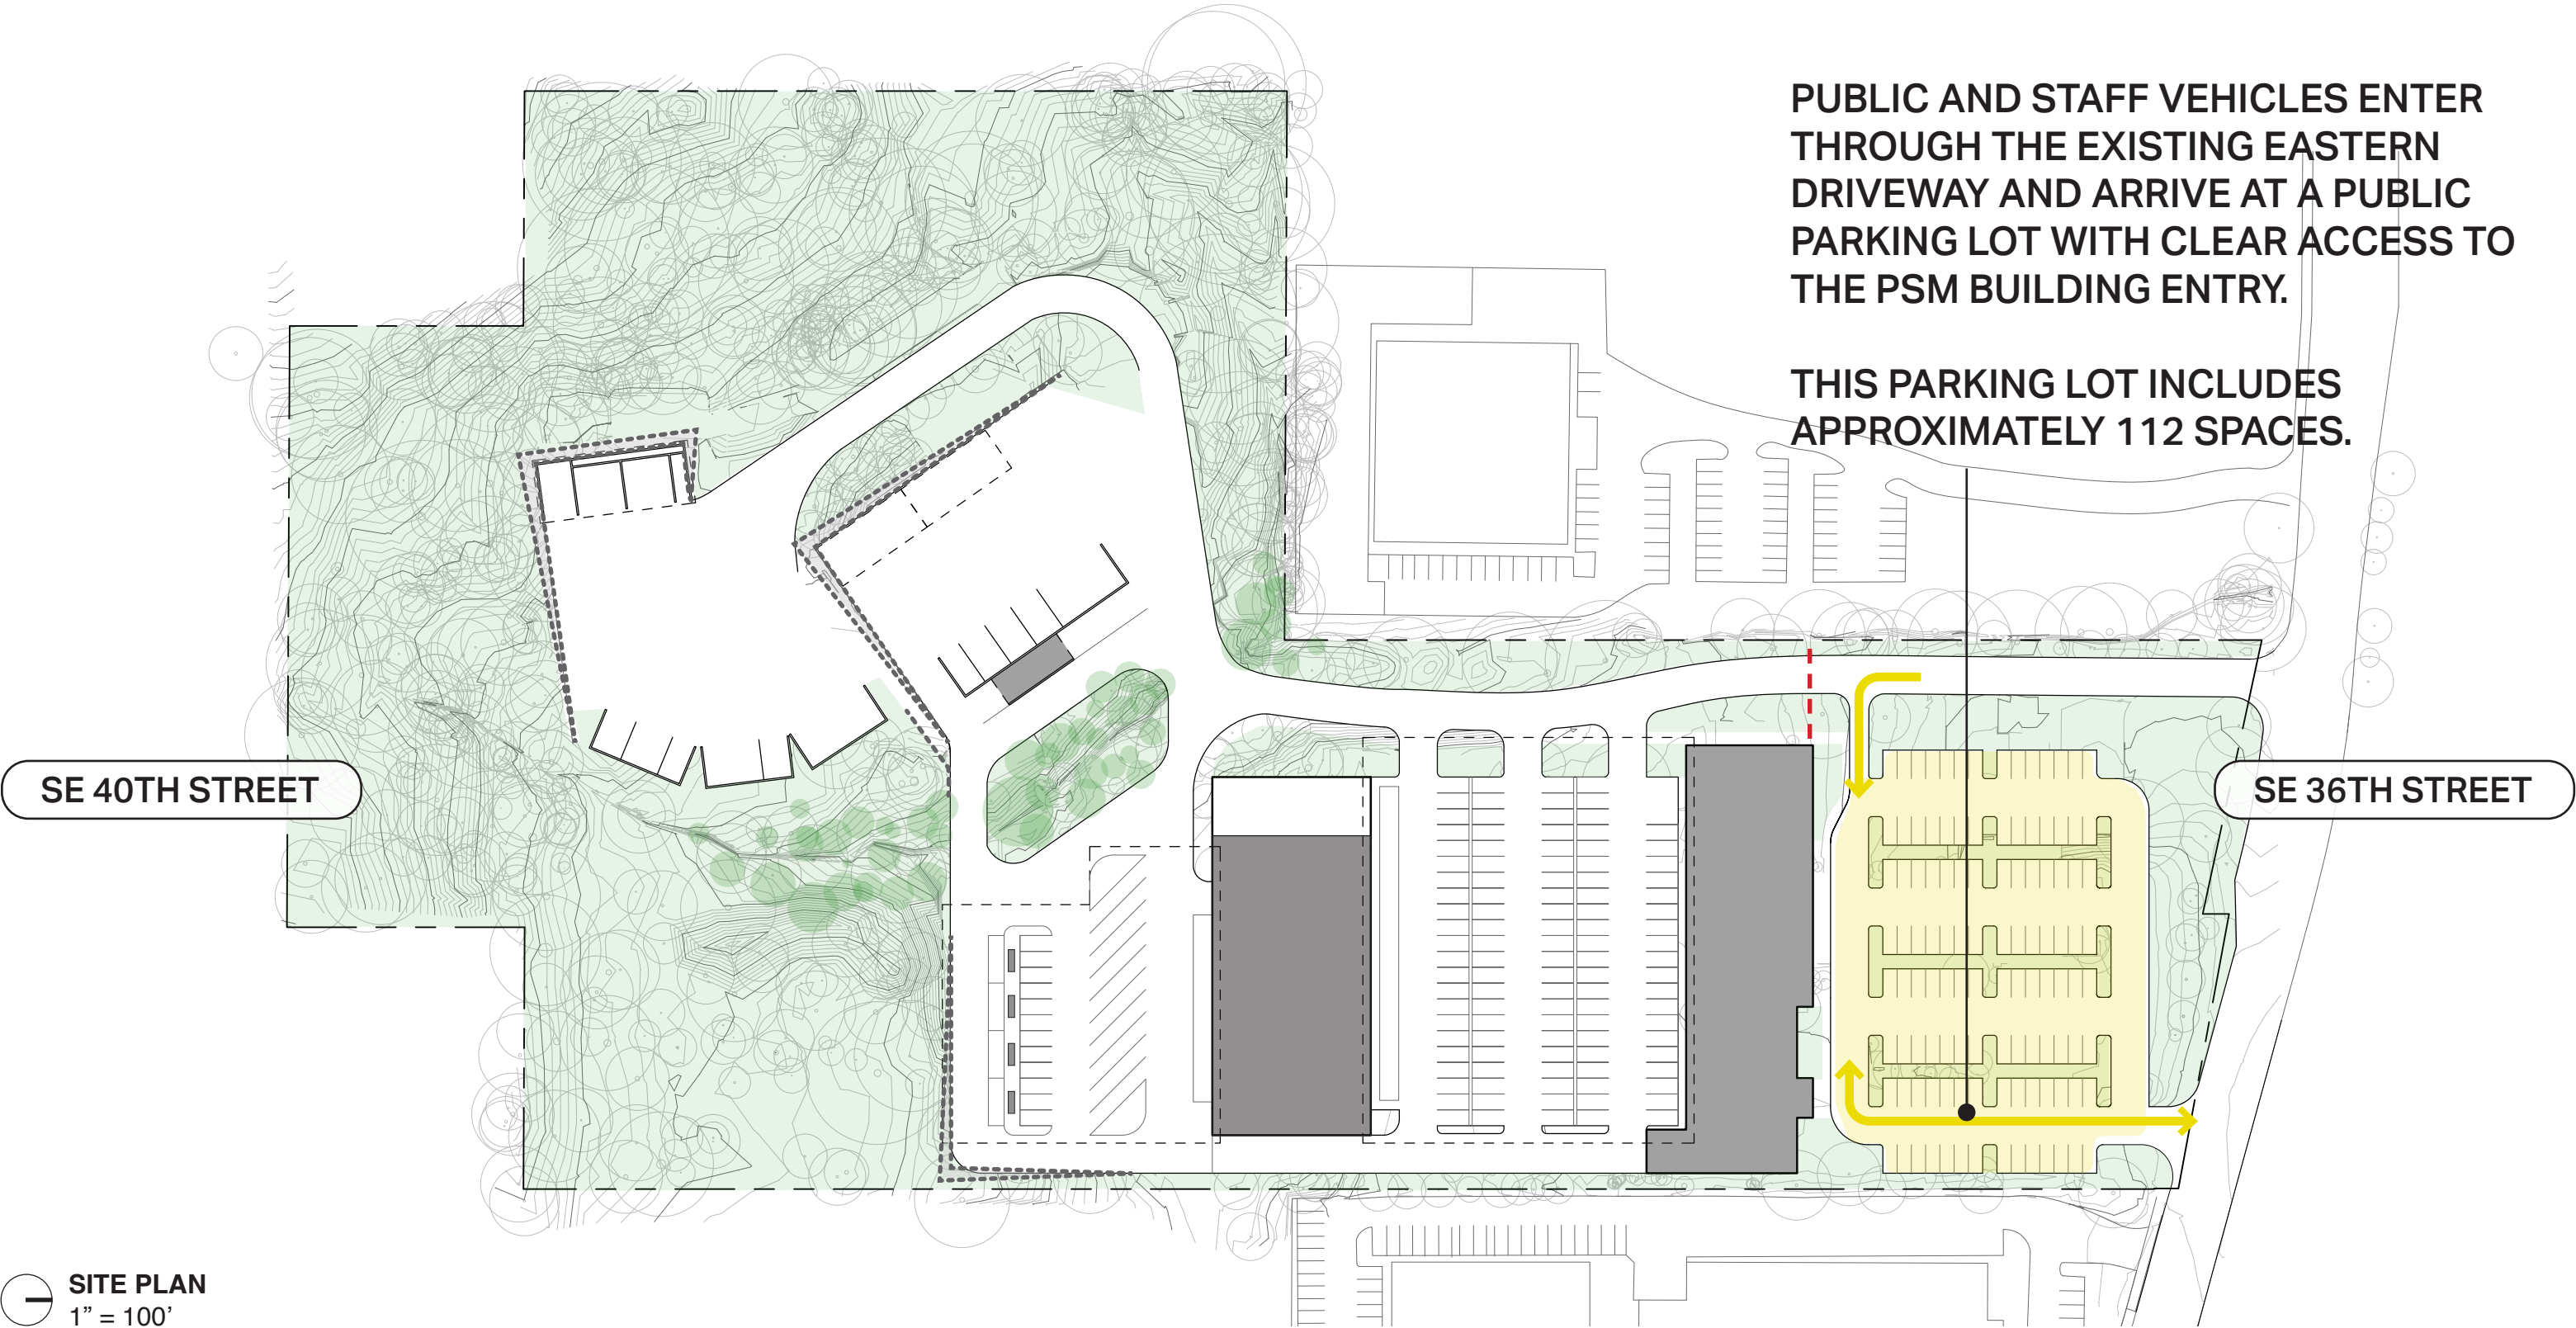 PUBLIC AND STAFF VEHICLES ENTER
THROUGH THE EXISTING EASTERN
DRIVEWAY AND ARRIVE AT A PUBLIC
PARKING LOT WITH CLEAR ACCESS TO
THE PSM BUILDING ENTRY.
THIS PARKING LOT INCLUDES
APPROXIMATELY 112 SPACES.
SE 40TH STREET
SE 36TH STREET
SITE PLAN
1” = 100’